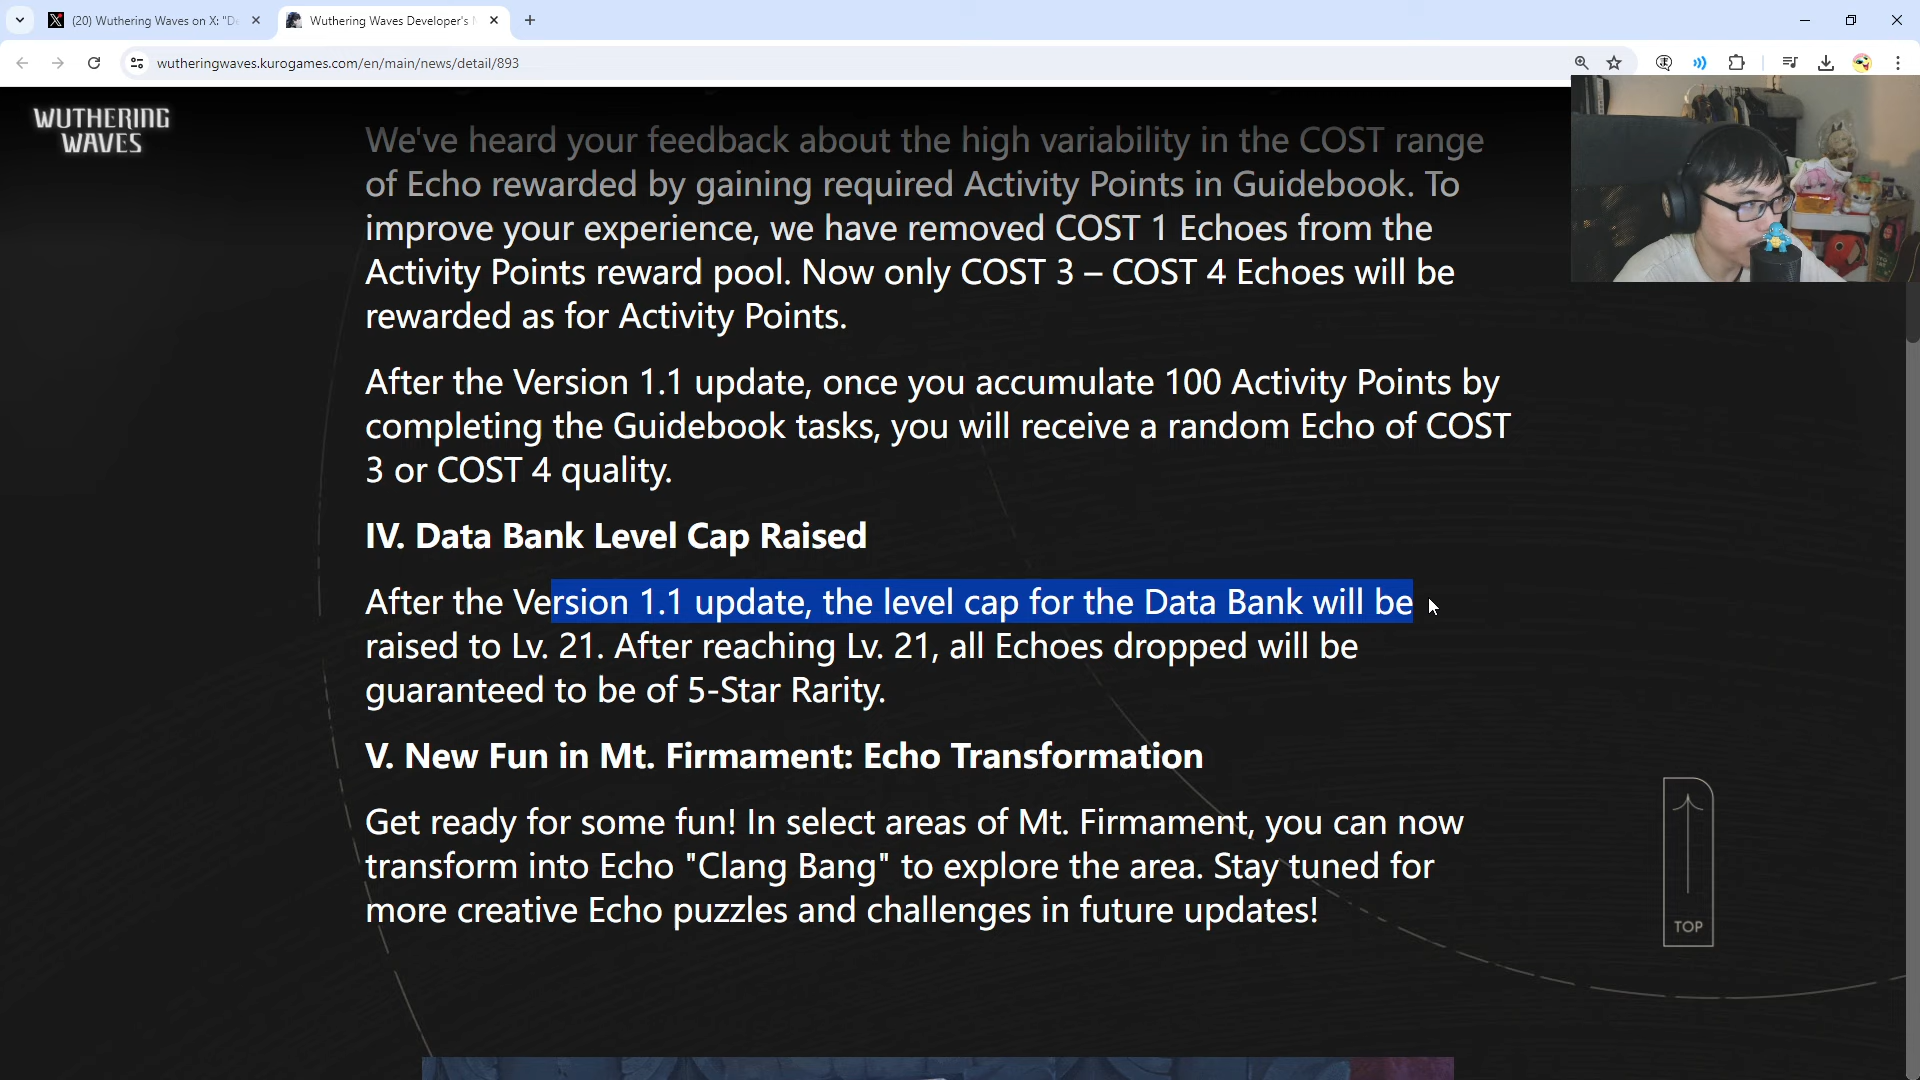 (20) Wuthering Waves on X: "D
Wuthering Waves Developer's
wutheringwaves.kurogames.com/en/main/news/detail/893
WUTHERING
WAVES
We've heard your feedback about the high variability in the COST range
of Echo rewarded by gaining required Activity Points in Guidebook. To
improve your experience, we have removed COST 1 Echoes from the
Activity Points reward pool. Now only COST 3 – COST 4 Echoes will be
rewarded as for Activity Points.
After the Version 1.1 update, once you accumulate 100 Activity Points by
completing the Guidebook tasks, you will receive a random Echo of COST
3 or COST 4 quality.
IV. Data Bank Level Cap Raised
After the Version 1.1 update, the level cap for the Data Bank will be
raised to Lv. 21. After reaching Lv. 21, all Echoes dropped will be
guaranteed to be of 5-Star Rarity.
V. New Fun in Mt. Firmament: Echo Transformation
Get ready for some fun! In select areas of Mt. Firmament, you can now
transform into Echo "Clang Bang" to explore the area. Stay tuned for
more creative Echo puzzles and challenges in future updates!
TOP